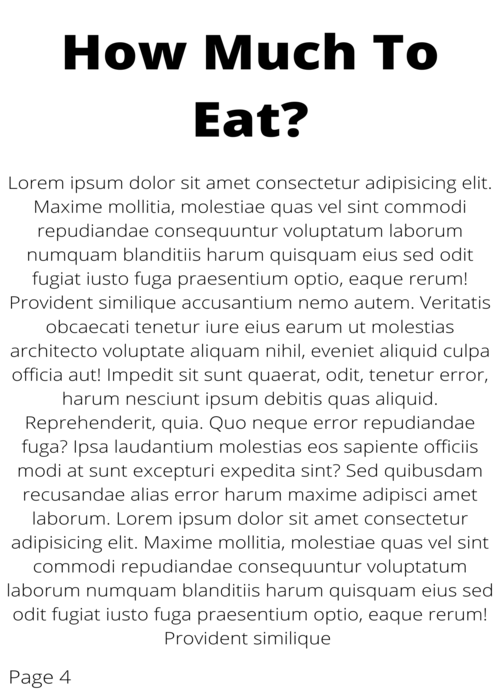 How Much To
Eat?
Lorem ipsum dolor sit amet consectetur adipisicing elit.
Maxime mollitia, molestiae quas vel sint commodi
repudiandae consequuntur voluptatum laborum
numquam blanditiis harum quisquam eius sed odit
fugiat iusto fuga praesentium optio, eaque rerum!
Provident similique accusantium nemo autem. Veritatis
obcaecati tenetur iure eius earum ut molestias
architecto voluptate aliquam nihil, eveniet aliquid culpa
officia aut! Impedit sit sunt quaerat, odit, tenetur error,
harum nesciunt ipsum debitis quas aliquid.
Reprehenderit, quia. Quo neque error repudiandae
fuga? Ipsa laudantium molestias eos sapiente officiis
modi at sunt excepturi expedita sint? Sed quibusdam
recusandae alias error harum maxime adipisci amet
laborum. Lorem ipsum dolor sit amet consectetur
adipisicing elit. Maxime mollitia, molestiae quas vel sint
commodi repudiandae consequuntur voluptatum
laborum numquam blanditiis harum quisquam eius sed
odit fugiat iusto fuga praesentium optio, eaque rerum!
Provident similique
Page 4